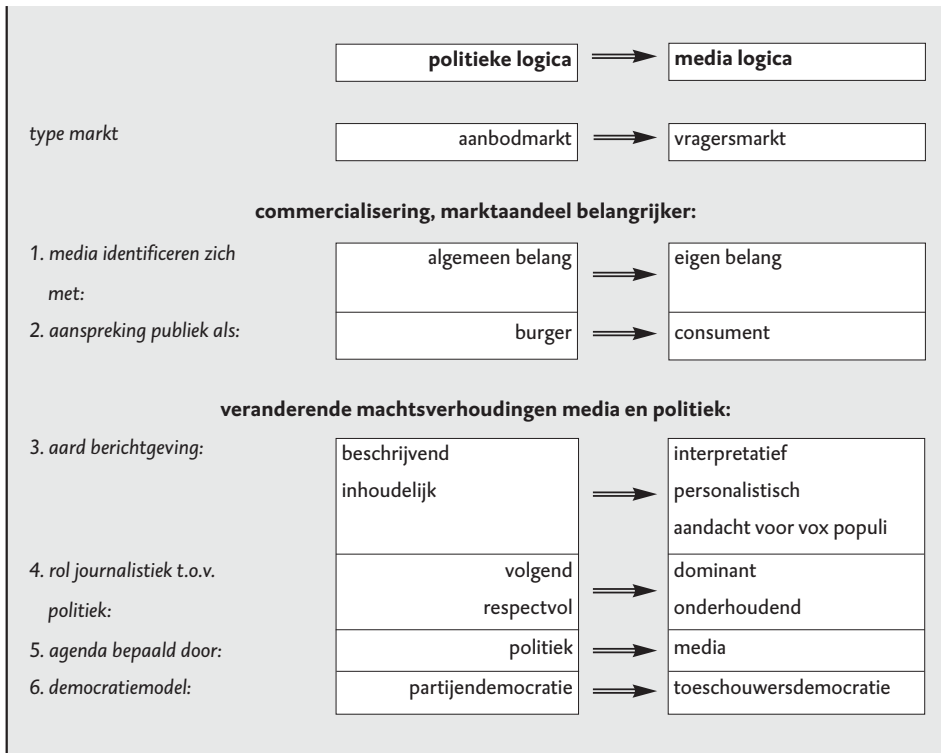 politieke logica media logica
type markt aanbodmarkt vragersmarkt
commercialisering, marktaandeel belangrijker:
1. media identificeren zich algemeen belang eigen belang
met:
2. aanspreking publiek als: burger consument
veranderende machtsverhoudingen media en politiek:
3. aard berichtgeving: beschrijvend interpretatief
inhoudelijk personalistisch
aandacht voor vox populi
4. rol journalistiek t.o.v. volgend dominant
politiek: respectvol onderhoudend
5. agenda bepaald door: politiek media
6. democratiemodel: partijendemocratie toeschouwersdemocratie